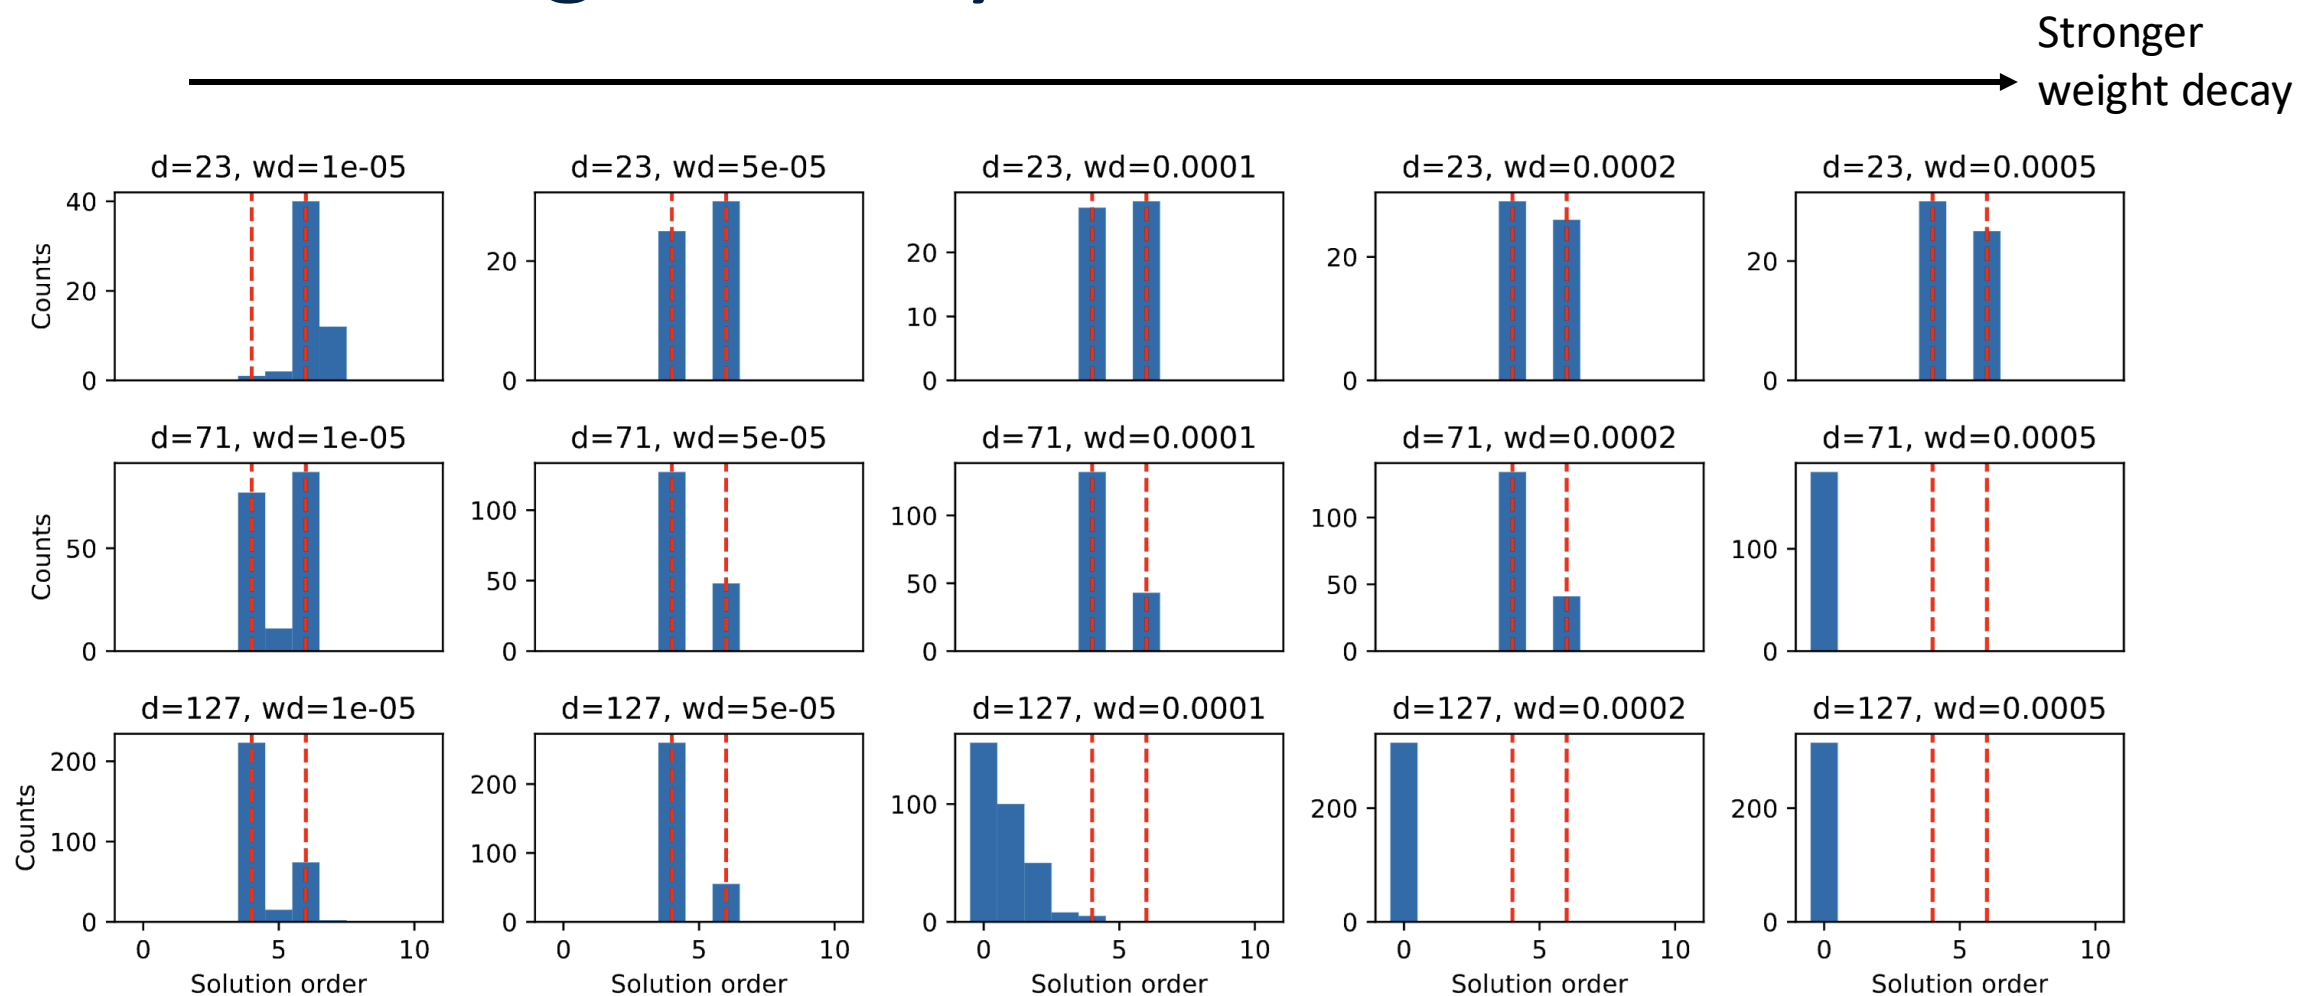 Stronger
weight decay
d=23, wd=1e-05
d=23, wd=5e-05
d=23, wd=0.0001
d=23, wd=0.0002
d=23, wd=0.0005
Counts
40
20
0
20
0
20
10
0
20
0
20
0
d=71, wd=1e-05
d=71, wd=5e-05
d=71, wd=0.0001
d=71, wd=0.0002
d=71, wd=0.0005
Counts
50
0
100
50
0
100
50
0
100
50
0
100
0
d=127, wd=1e-05
d=127, wd=5e-05
d=127, wd=0.0001
d=127, wd=0.0002
d=127, wd=0.0005
Counts
200
100
0
200
100
0
100
0
200
0
200
0
0 5 10
0 5 10
0 5 10
0 5 10
0 5 10
Solution order
Solution order
Solution order
Solution order
Solution order